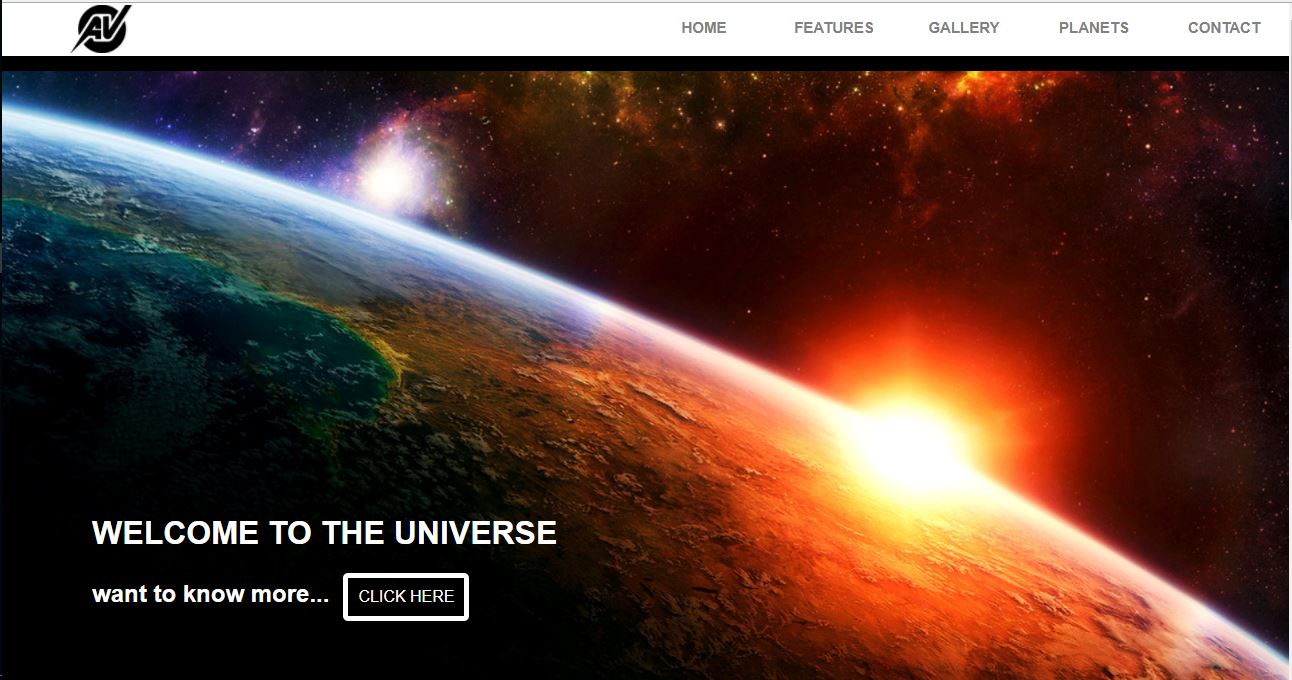 AV
HOME FEATURES GALLERY PLANETS CONTACT
WELCOME TO THE UNIVERSE
want to know more... CLICK HERE